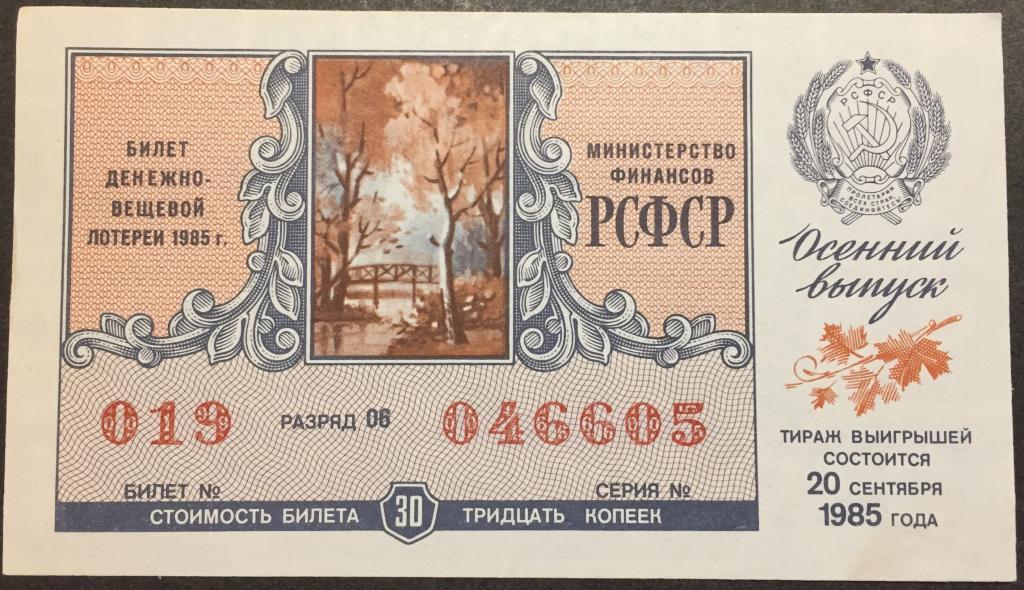 БИЛЕТ
ДЕНЕЖНО-
ВЕЩЕВОЙ
ЛОТЕРЕИ 1985 г.
МИНИСТЕРСТВО
ФИНАНСОВ
РСФСР
РСФСР
ПРОЛЕТАРИИ
ВСЕХ СТРАН,
СОЕДИНЯЙТЕСЬ!
Осенний
выпуск
019
РАЗРЯД 06
046605
БИЛЕТ №
СЕРИЯ №
СТОИМОСТЬ БИЛЕТА 30 ТРИДЦАТЬ КОПЕЕК
ТИРАЖ ВЫИГРЫШЕЙ
СОСТОИТСЯ
20 СЕНТЯБРЯ
1985 ГОДА